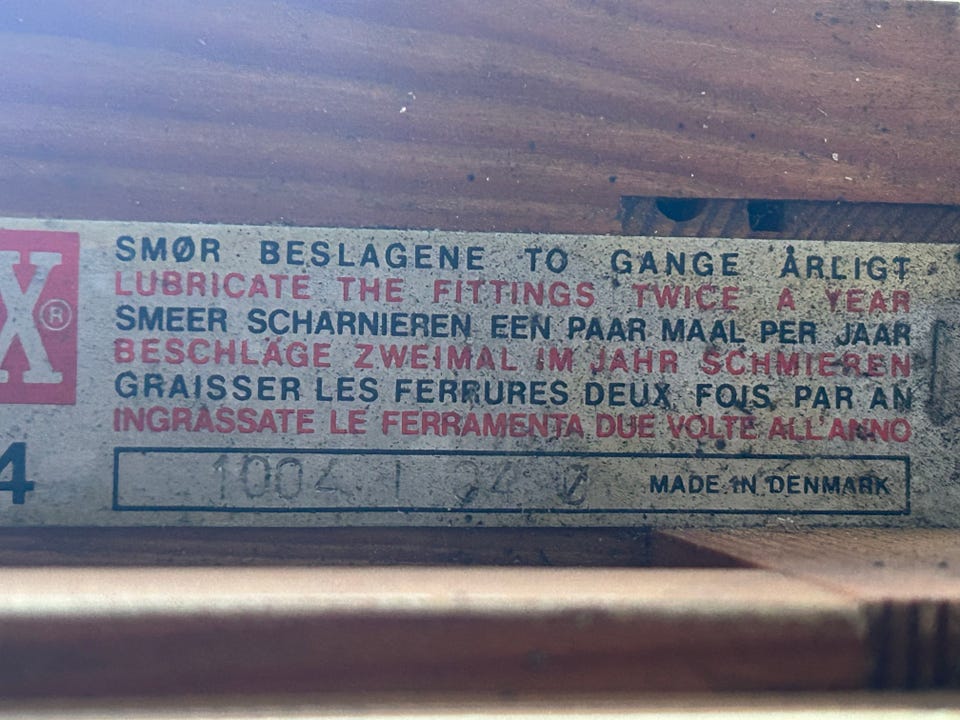 X®
SMØR BESLAGENE TO GANGE ÅRLIGT
LUBRICATE THE FITTINGS TWICE A YEAR
SMEER SCHARNIEREN EEN PAAR MAAL PER JAAR
BESCHLÄGE ZWEIMAL IM JAHR SCHMIEREN
GRAISSER LES FERRURES DEUX FOIS PAR AN
INGRASSATE LE FERRAMENTA DUE VOLTE ALL'ANNO
4
1004 MADE IN DENMARK